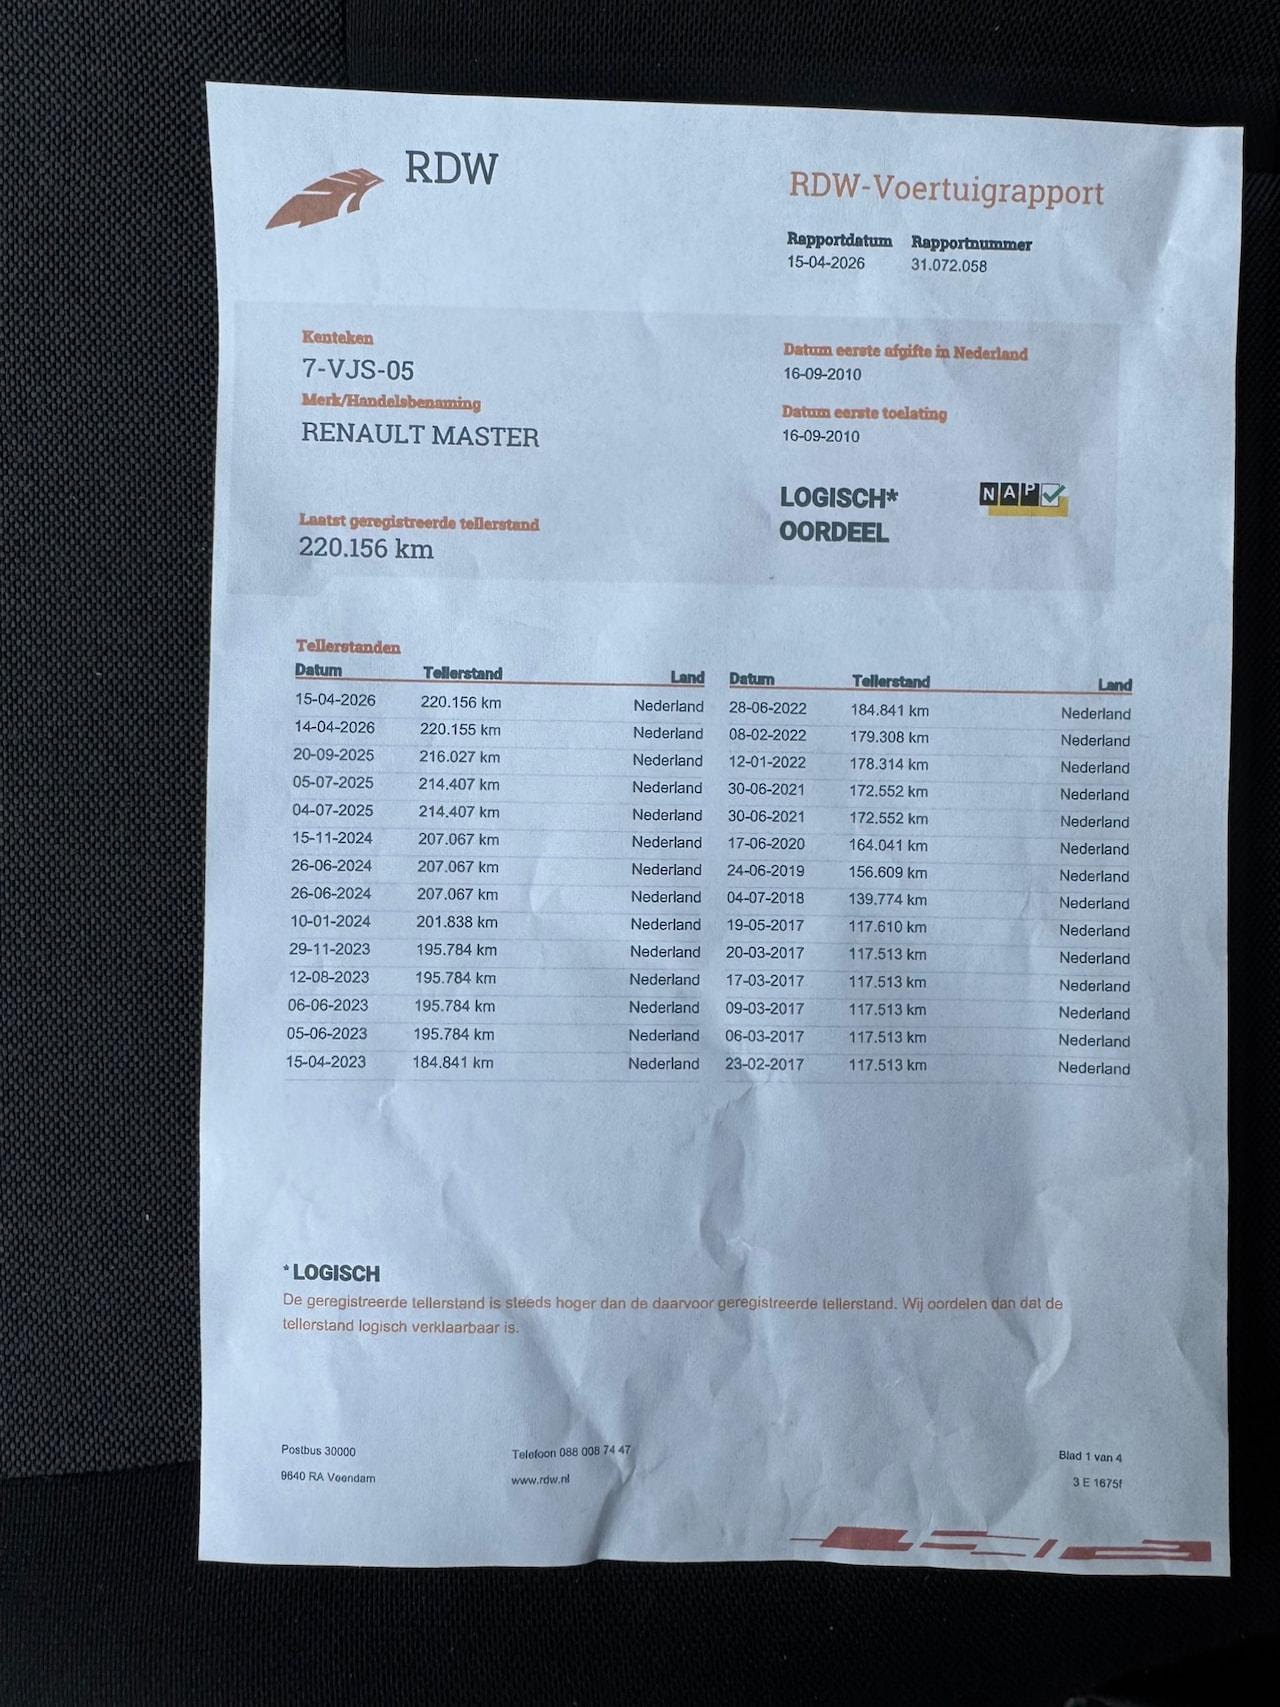 RDW
RDW-Voertuigrapport
Rapportdatum Rapportnummer
15-04-2026 31.072.058
Kenteken
7-VJS-05
Merk/Handelsbenaming
RENAULT MASTER
Laatst geregistreerde tellerstand
220.156 km
Datum eerste afgifte in Nederland
16-09-2010
Datum eerste toelating
16-09-2010
LOGISCH*
OORDEEL
NAP
Tellerstanden
Datum Tellerstand Land Datum Tellerstand Land
15-04-2026 220.156 km Nederland 28-06-2022 184.841 km Nederland
14-04-2026 220.155 km Nederland 08-02-2022 179.308 km Nederland
20-09-2025 216.027 km Nederland 12-01-2022 178.314 km Nederland
05-07-2025 214.407 km Nederland 30-06-2021 172.552 km Nederland
04-07-2025 214.407 km Nederland 30-06-2021 172.552 km Nederland
15-11-2024 207.067 km Nederland 17-06-2020 164.041 km Nederland
26-06-2024 207.067 km Nederland 24-06-2019 156.609 km Nederland
26-06-2024 207.067 km Nederland 04-07-2018 139.774 km Nederland
10-01-2024 201.838 km Nederland 19-05-2017 117.610 km Nederland
29-11-2023 195.784 km Nederland 20-03-2017 117.513 km Nederland
12-08-2023 195.784 km Nederland 17-03-2017 117.513 km Nederland
06-06-2023 195.784 km Nederland 09-03-2017 117.513 km Nederland
05-06-2023 195.784 km Nederland 06-03-2017 117.513 km Nederland
15-04-2023 184.841 km Nederland 23-02-2017 117.513 km Nederland
* LOGISCH
De geregistreerde tellerstand is steeds hoger dan de daarvoor geregistreerde tellerstand. Wij oordelen dan dat de
tellerstand logisch verklaarbaar is.
Postbus 30000 Telefoon 088 008 74 47 Blad 1 van 4
9640 RA Veendam www.rdw.nl 3 E 1675f